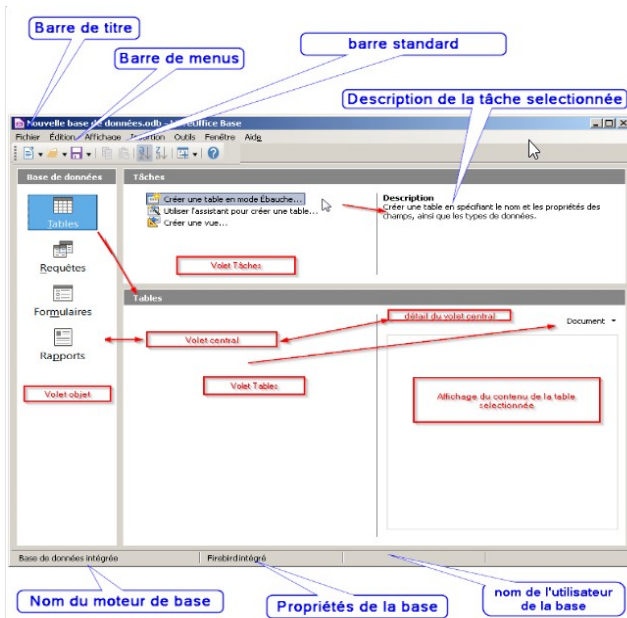 Barre de titre
barre standard
Barre de menus
Description de la tâche selectionnée
Nouvelle base de données.odb - LibreOffice Base
Fichier Édition Affichage Insertion Outils Fenêtre Aide
Base de données
Tâches
Tables
Requêtes
Formulaires
Rapports
Volet objet
Créer une table en mode Ébauche...
Utiliser l'assistant pour créer une table...
Créer une vue...
Volet Tâches
Description
Créer une table en spécifiant le nom et les propriétés des
champs, ainsi que les types de données.
Tables
détail du volet central
Document
Volet central
Volet Tables
Affichage du contenu de la table
selectionnée
Base de données intégrée
Firebird intégré
Nom du moteur de base
Propriétés de la base
nom de l'utilisateur
de la base